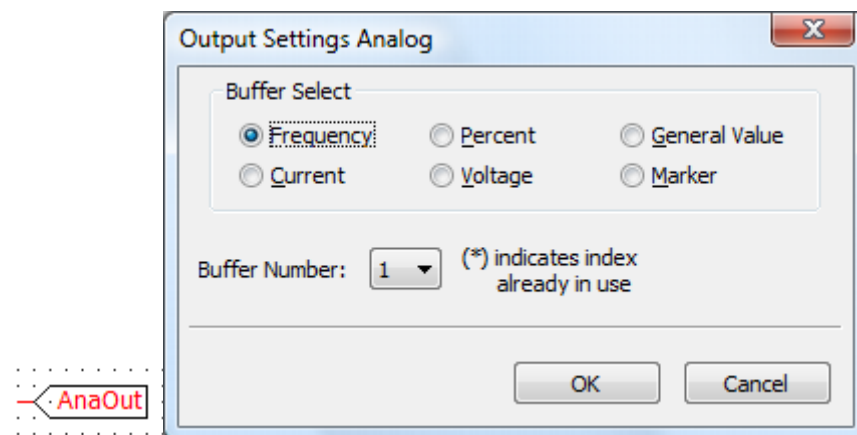 Output Settings Analog
Buffer Select
Frequency Percent General Value
Current Voltage Marker
Buffer Number: 1 (*) indicates index
already in use
OK Cancel
AnaOut